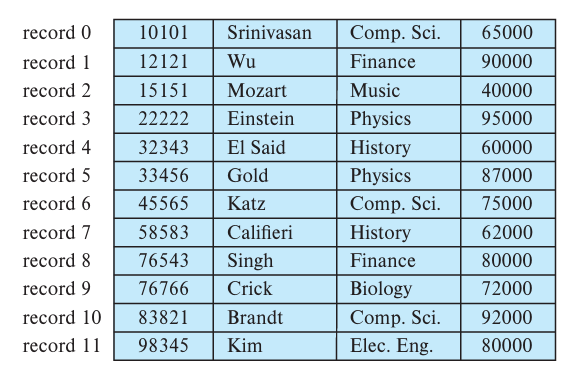 record 0 10101 Srinivasan Comp. Sci. 65000
record 1 12121 Wu Finance 90000
record 2 15151 Mozart Music 40000
record 3 22222 Einstein Physics 95000
record 4 32343 El Said History 60000
record 5 33456 Gold Physics 87000
record 6 45565 Katz Comp. Sci. 75000
record 7 58583 Califieri History 62000
record 8 76543 Singh Finance 80000
record 9 76766 Crick Biology 72000
record 10 83821 Brandt Comp. Sci. 92000
record 11 98345 Kim Elec. Eng. 80000